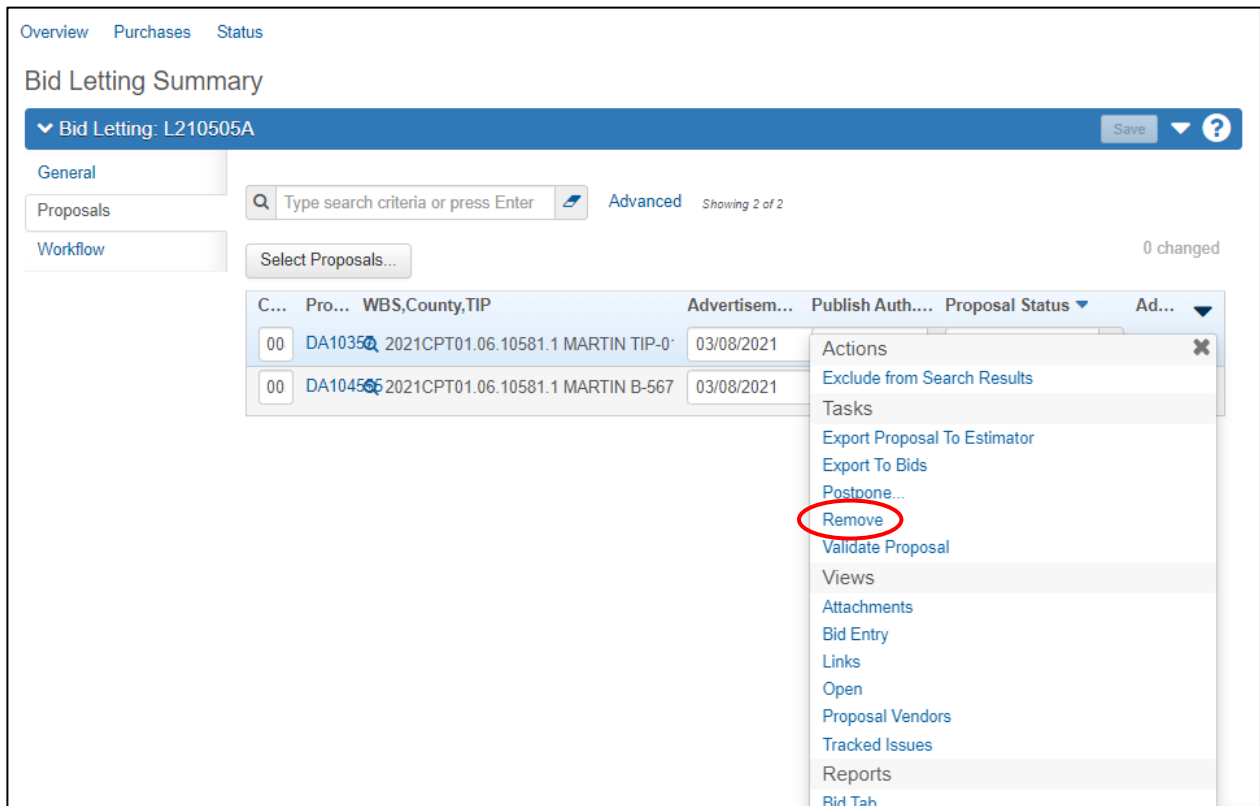 Overview Purchases Status
Bid Letting Summary
Bid Letting: L210505A
Save
?
General
Proposals
Workflow
Type search criteria or press Enter
Advanced
Showing 2 of 2
Select Proposals...
0 changed
C... Pro... WBS,County,TIP Advertisem... Publish Auth.... Proposal Status Ad...
00 2021CPT01.06.10581.1 MARTIN 03/08/2021
00 2021CPT01.06.10581.1 MARTIN B-567 03/08/2021
Actions
Exclude from Search Results
Tasks
Export Proposal To Estimator
Export To Bids
Postpone...
Remove
Validate Proposal
Views
Attachments
Bid Entry
Links
Open
Proposal Vendors
Tracked Issues
Reports
Bid Tab